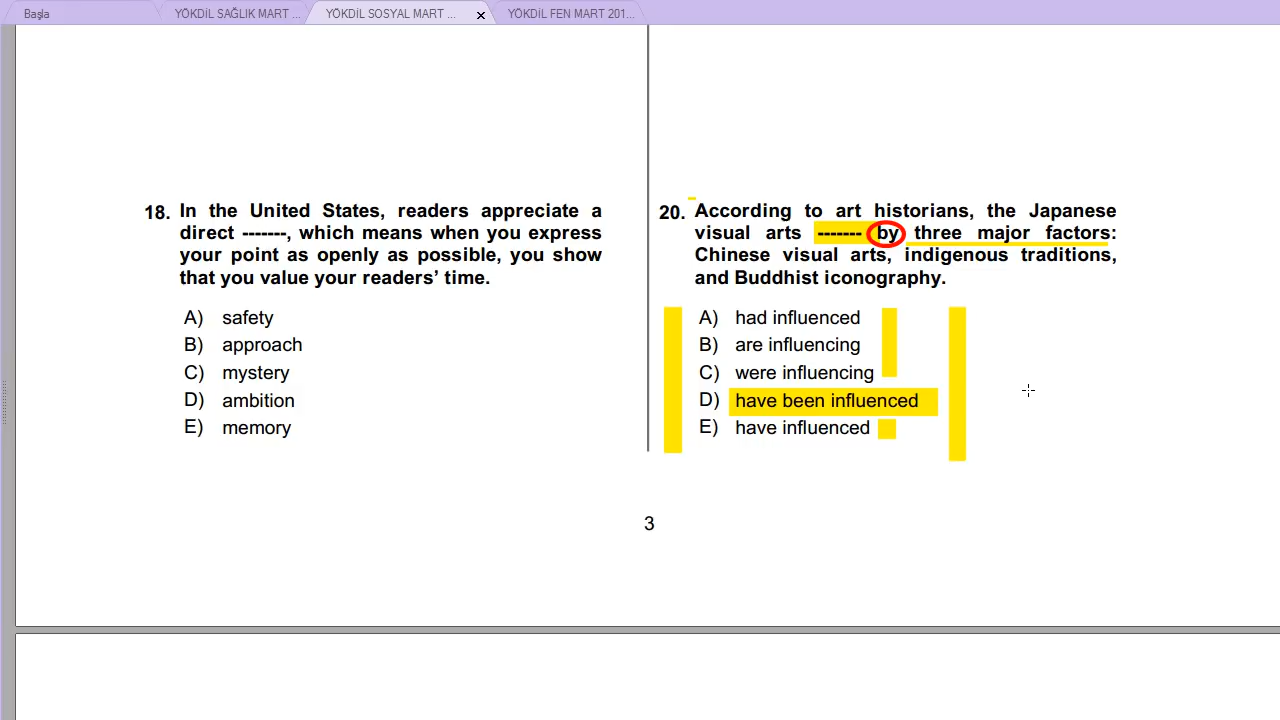 Başla
YÖKDİL SAĞLIK MART ...
YÖKDİL SOSYAL MART ...
YÖKDİL FEN MART 201...
18. In the United States, readers appreciate a
direct -------, which means when you express
your point as openly as possible, you show
that you value your readers’ time.
A) safety
B) approach
C) mystery
D) ambition
E) memory
20. According to art historians, the Japanese
visual arts ------- by three major factors:
Chinese visual arts, indigenous traditions,
and Buddhist iconography.
A) had influenced
B) are influencing
C) were influencing
D) have been influenced
E) have influenced
3